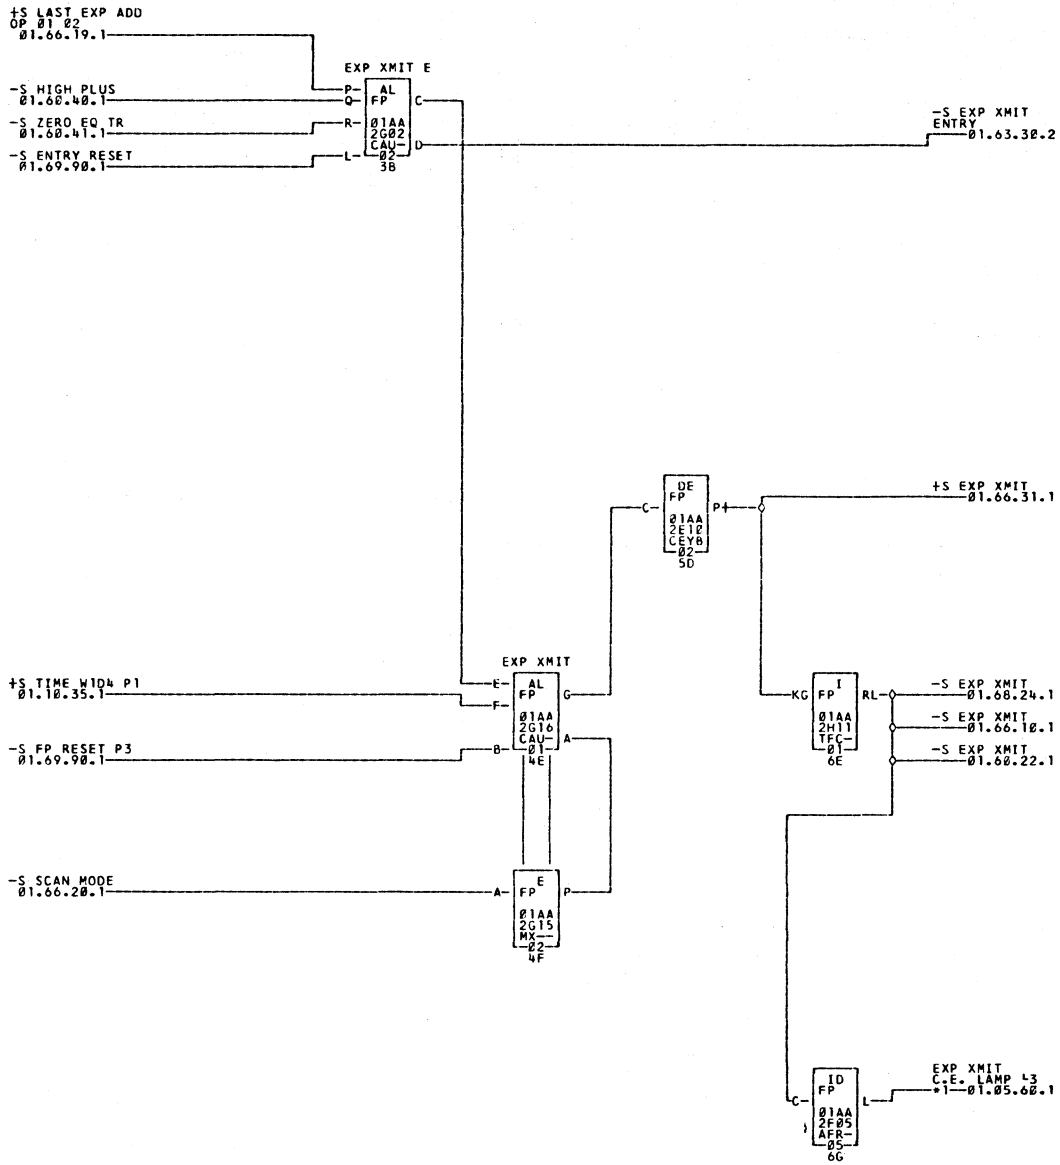 +S LAST EXP ADD
OP 01 02
01.66.19.1
EXP XMIT E
-S HIGH PLUS
01.60.40.1
-S ZERO EQ TR
01.60.41.1
-S ENTRY RESET
01.69.90.1
P
Q
R
L
AL
FP
01AA
2G02
CAU-
02
3B
C
D
-S EXP XMIT
ENTRY
01.63.30.2
C
DE
FP
01AA
2E10
CEYB
02
5D
P
+S EXP XMIT
01.66.31.1
EXP XMIT
+S TIME W1D4 P1
01.10.35.1
-S FP RESET P3
01.69.90.1
E
F
B
AL
FP
01AA
2G16
CAU-
01
4E
G
A
KG
I
FP
01AA
2H11
TFC-
01
6E
RL
-S EXP XMIT
01.68.24.1
-S EXP XMIT
01.66.10.1
-S EXP XMIT
01.60.22.1
-S SCAN MODE
01.66.20.1
A
E
FP
01AA
2G15
MX--
02
4F
P
C
ID
FP
01AA
2F05
AFR-
05
6G
L
EXP XMIT
C.E. LAMP L3
*1-01.05.60.1